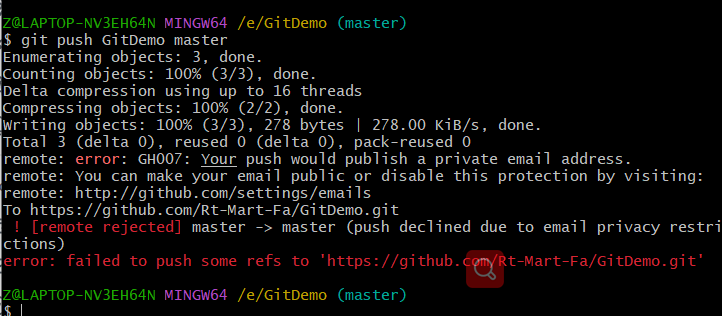 Z@LAPTOP-NV3EH64N MINGW64 /e/GitDemo (master)
$ git push GitDemo master
Enumerating objects: 3, done.
Counting objects: 100% (3/3), done.
Delta compression using up to 16 threads
Compressing objects: 100% (2/2), done.
Writing objects: 100% (3/3), 278 bytes | 278.00 KiB/s, done.
Total 3 (delta 0), reused 0 (delta 0), pack-reused 0
remote: error: GH007: Your push would publish a private email address.
remote: You can make your email public or disable this protection by visiting:
remote: http://github.com/settings/emails
To https://github.com/Rt-Mart-Fa/GitDemo.git
 ! [remote rejected] master -> master (push declined due to email privacy restri
ctions)
error: failed to push some refs to 'https://github.com/Rt-Mart-Fa/GitDemo.git'
Z@LAPTOP-NV3EH64N MINGW64 /e/GitDemo (master)
$